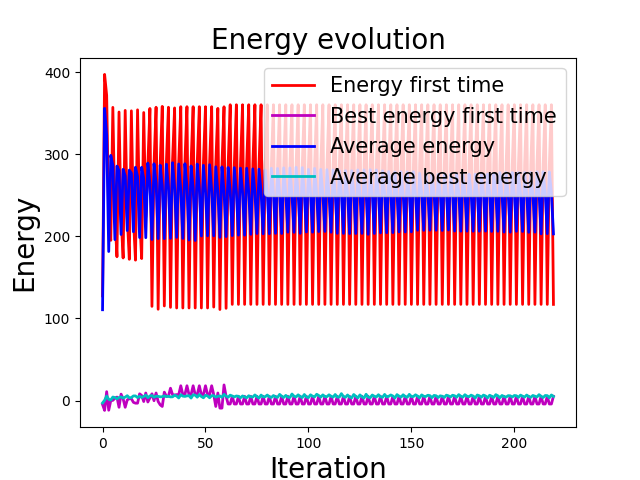 Energy evolution
400
300
200
100
0
Energy
Energy first time
Best energy first time
Average energy
Average best energy
0 50 100 150 200
Iteration